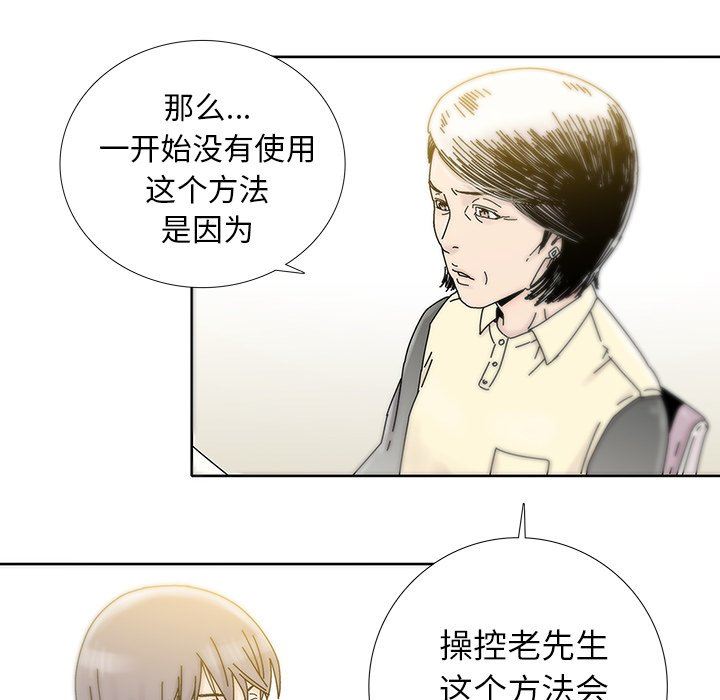 那么...
一开始没有使用
这个方法
是因为
操控老先生
这个方法会